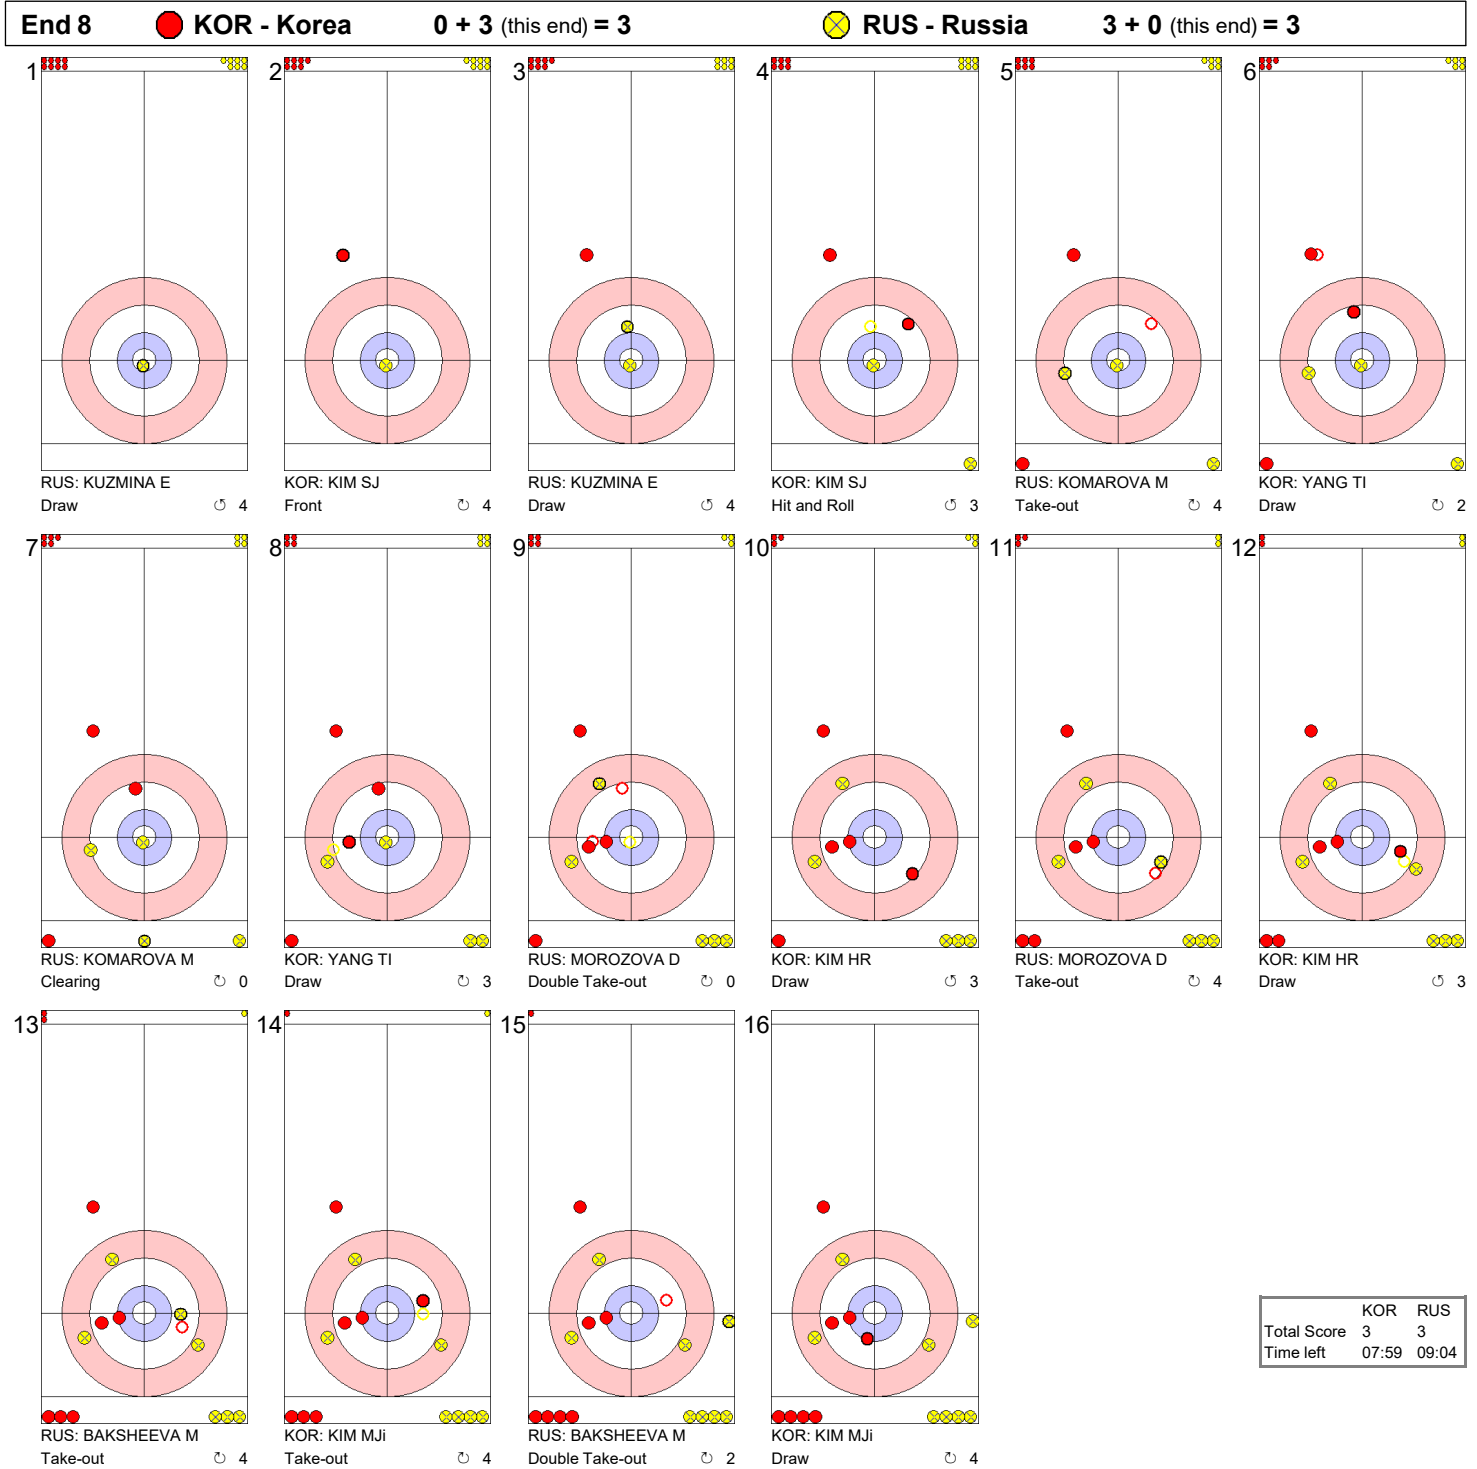 End 8 KOR - Korea 0 + 3 (this end) = 3 RUS - Russia 3 + 0 (this end) = 3
1 2 3 4 5 6
RUS: KUZMINA E KOR: KIM SJ RUS: KUZMINA E KOR: KIM SJ RUS: KOMAROVA M KOR: YANG TI
Draw ↺ 4 Front ↻ 4 Draw ↺ 4 Hit and Roll ↺ 3 Take-out ↻ 4 Draw ↻ 2
7 8 9 10 11 12
RUS: KOMAROVA M KOR: YANG TI RUS: MOROZOVA D KOR: KIM HR RUS: MOROZOVA D KOR: KIM HR
Clearing ↻ 0 Draw ↻ 3 Double Take-out ↻ 0 Draw ↺ 3 Take-out ↻ 4 Draw ↺ 3
13 14 15 16
KOR RUS
Total Score 3 3
Time left 07:59 09:04
RUS: BAKSHEEVA M KOR: KIM MJi RUS: BAKSHEEVA M KOR: KIM MJi
Take-out ↻ 4 Take-out ↻ 4 Double Take-out ↻ 2 Draw ↻ 4